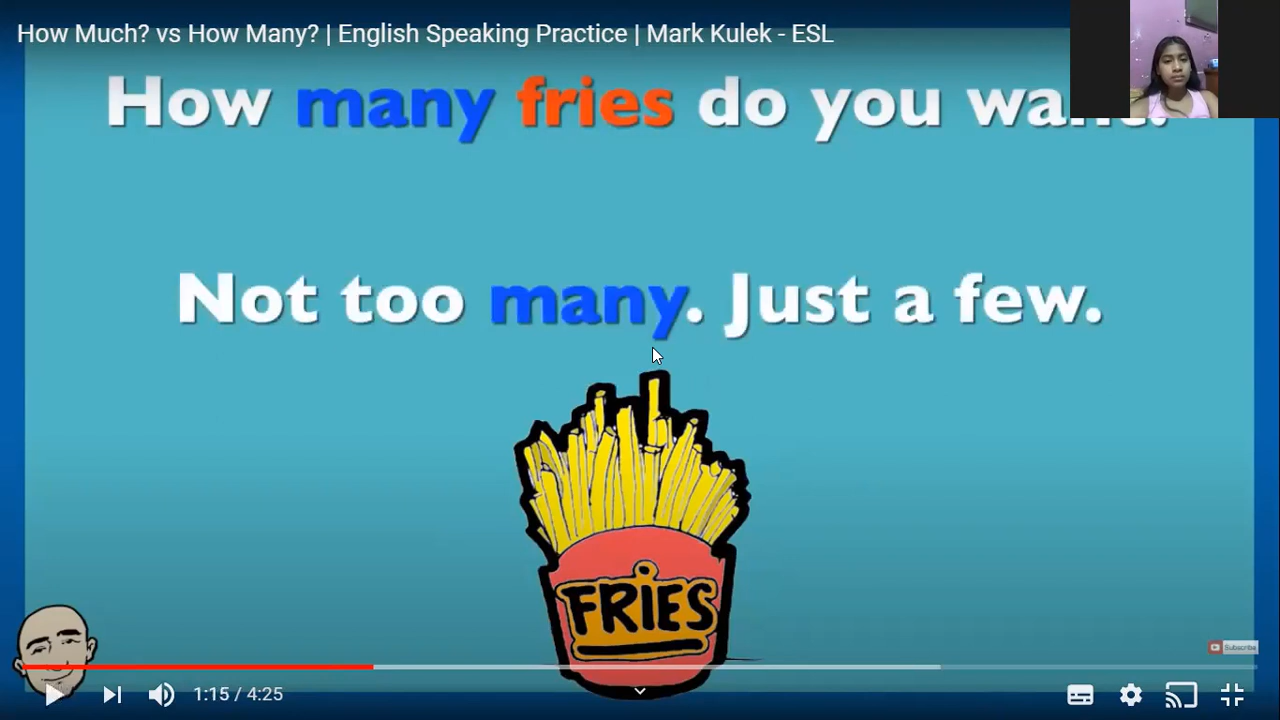 How Much? vs How Many? | English Speaking Practice | Mark Kulek - ESL
How many fries do you
Not too many. Just a few.
FRIES
Subscribe
1:15 / 4:25